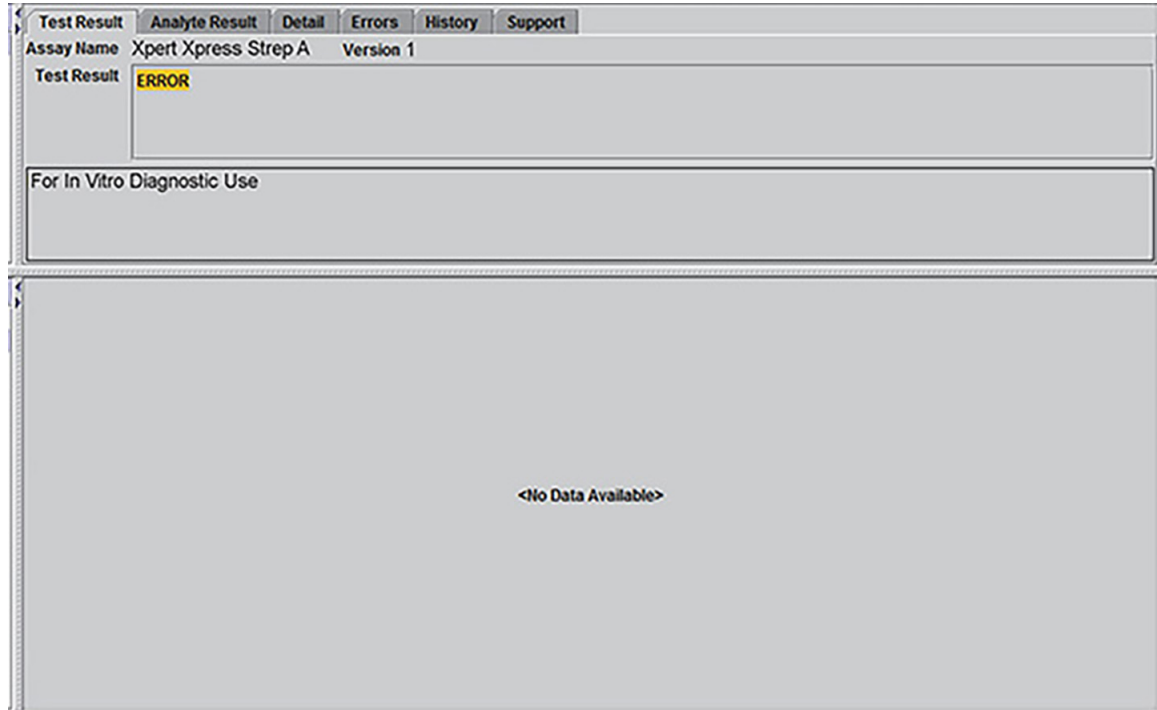 Test Result Analyte Result Detail Errors History Support
Assay Name Xpert Xpress Strep A Version 1
Test Result ERROR
For In Vitro Diagnostic Use
<No Data Available>